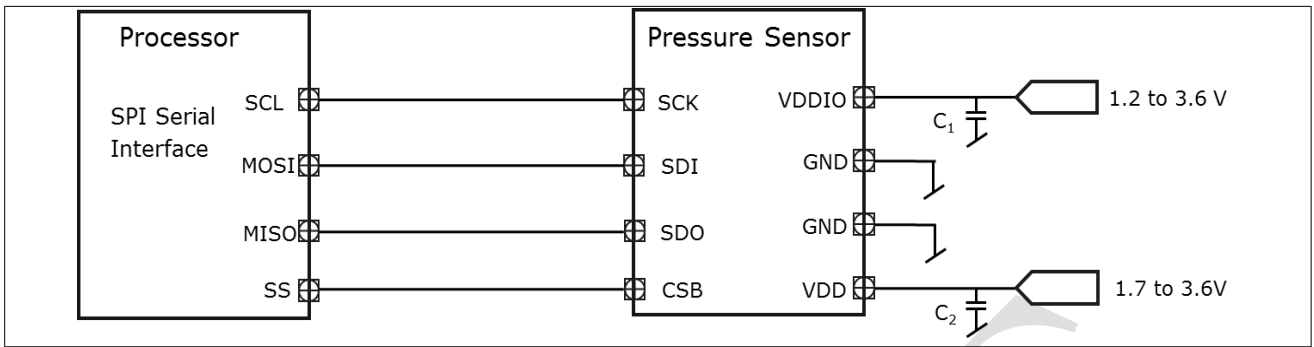 Processor
Pressure Sensor
SPI Serial
Interface
SCL
MOSI
MISO
SS
SCK
SDI
SDO
CSB
VDDIO
GND
GND
VDD
C1
C2
1.2 to 3.6 V
1.7 to 3.6V